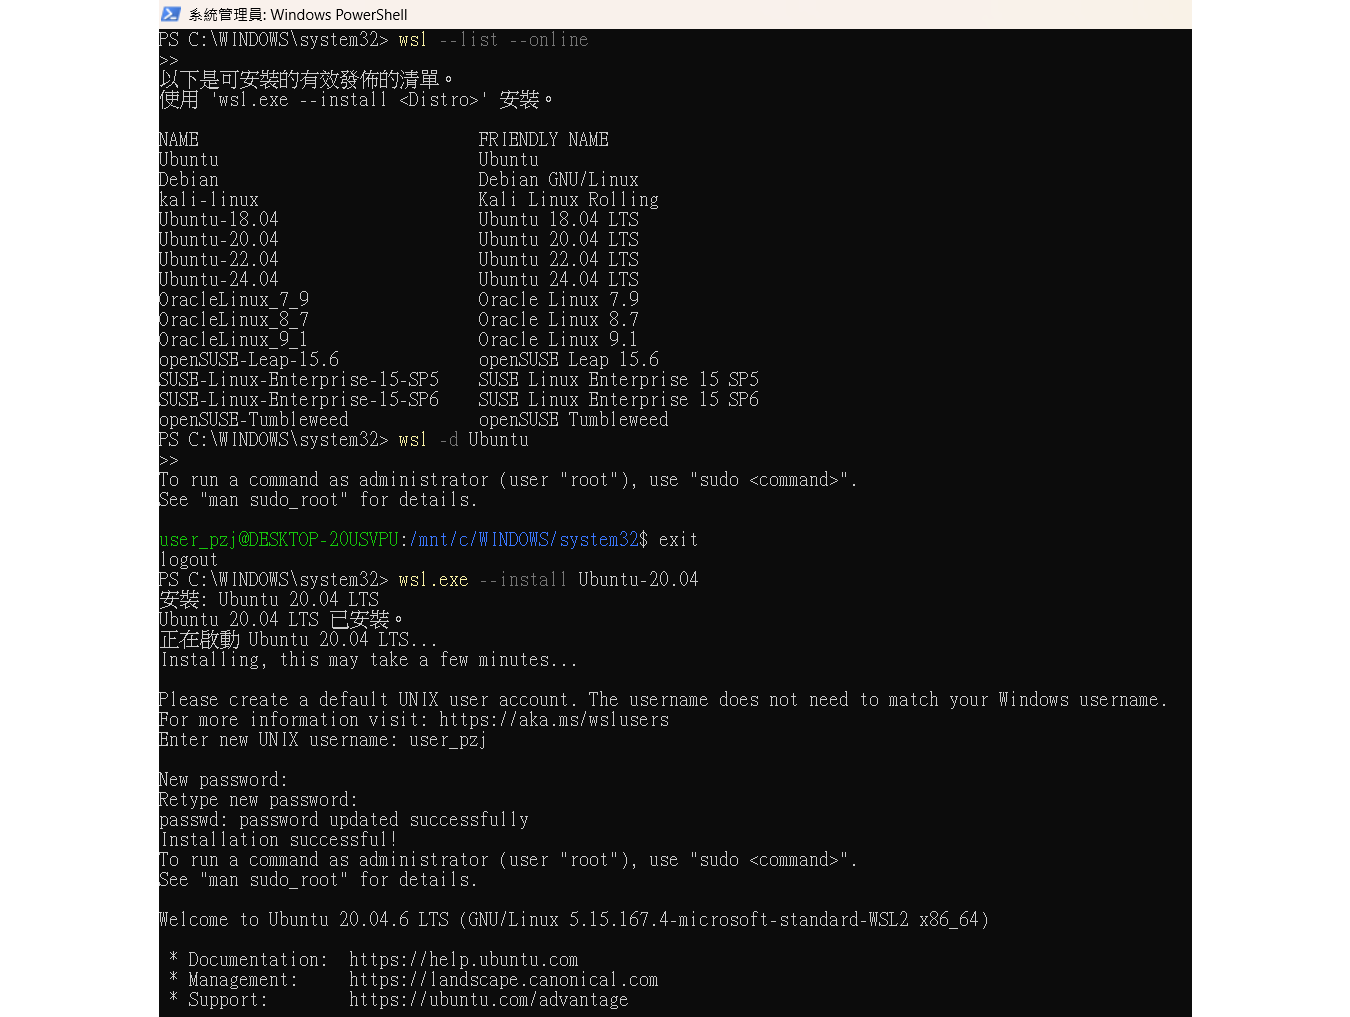 系統管理員: Windows PowerShell
PS C:\WINDOWS\system32> wsl --list --online
>>
以下是可安裝的有效發佈的清單。
使用 'wsl.exe --install <Distro>' 安裝。
NAME FRIENDLY NAME
Ubuntu Ubuntu
Debian Debian GNU/Linux
kali-linux Kali Linux Rolling
Ubuntu-18.04 Ubuntu 18.04 LTS
Ubuntu-20.04 Ubuntu 20.04 LTS
Ubuntu-22.04 Ubuntu 22.04 LTS
Ubuntu-24.04 Ubuntu 24.04 LTS
OracleLinux_7_9 Oracle Linux 7.9
OracleLinux_8_7 Oracle Linux 8.7
OracleLinux_9_1 Oracle Linux 9.1
openSUSE-Leap-15.6 openSUSE Leap 15.6
SUSE-Linux-Enterprise-15-SP5 SUSE Linux Enterprise 15 SP5
SUSE-Linux-Enterprise-15-SP6 SUSE Linux Enterprise 15 SP6
openSUSE-Tumbleweed openSUSE Tumbleweed
PS C:\WINDOWS\system32> wsl -d Ubuntu
>>
To run a command as administrator (user "root"), use "sudo <command>".
See "man sudo_root" for details.
user_pzj@DESKTOP-20USVPU:/mnt/c/WINDOWS/system32$ exit
logout
PS C:\WINDOWS\system32> wsl.exe --install Ubuntu-20.04
安裝: Ubuntu 20.04 LTS
Ubuntu 20.04 LTS 已安裝。
正在啟動 Ubuntu 20.04 LTS...
Installing, this may take a few minutes...
Please create a default UNIX user account. The username does not need to match your Windows username.
For more information visit: https://aka.ms/wslusers
Enter new UNIX username: user_pzj
New password:
Retype new password:
passwd: password updated successfully
Installation successful!
To run a command as administrator (user "root"), use "sudo <command>".
See "man sudo_root" for details.
Welcome to Ubuntu 20.04.6 LTS (GNU/Linux 5.15.167.4-microsoft-standard-WSL2 x86_64)
* Documentation: https://help.ubuntu.com
* Management: https://landscape.canonical.com
* Support: https://ubuntu.com/advantage